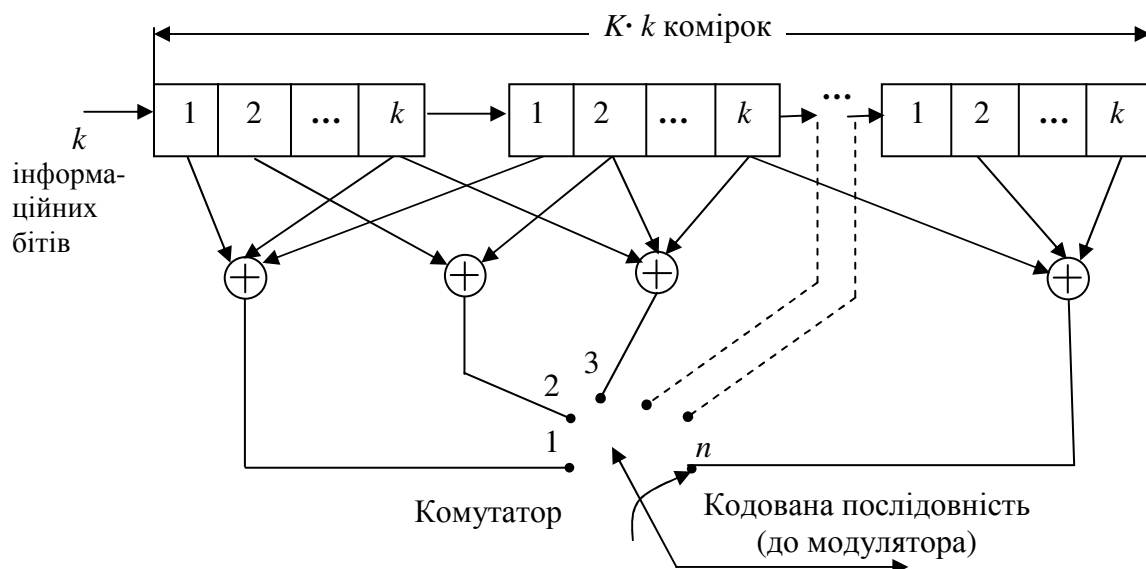 K· k комірок
1 2 ... k 1 2 ... k ... 1 2 ... k
k
інформа-
ційних
бітів
3
2
1
n
Комутатор
Кодована послідовність
(до модулятора)